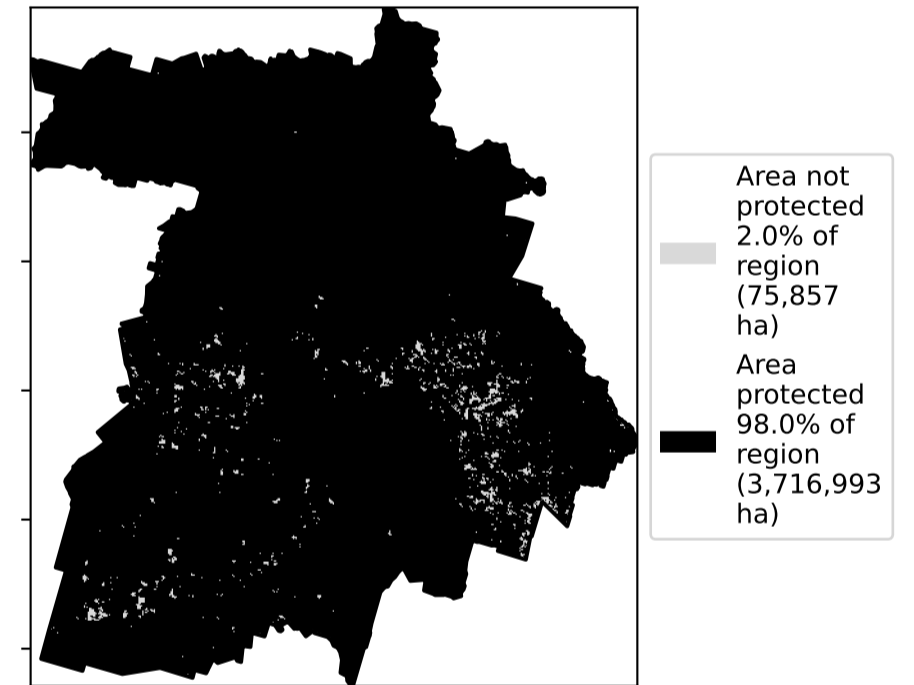 Area not
protected
2.0% of
region
(75,857
ha)
Area
protected
98.0% of
region
(3,716,993
ha)